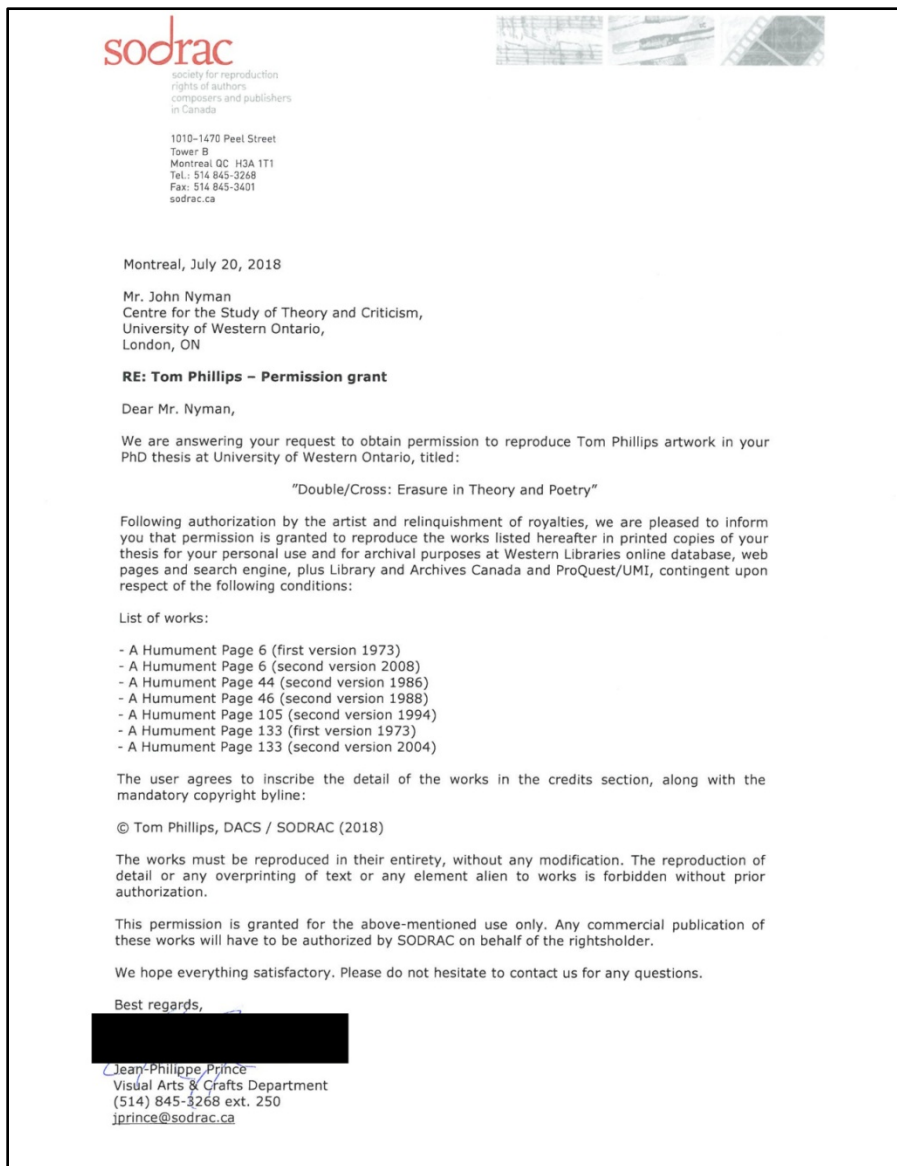 sodrac
society for reproduction
rights of authors
composers and publishers
in Canada
1010–1470 Peel Street
Tower B
Montreal QC H3A 1T1
Tel.: 514 845-3268
Fax: 514 845-3401
sodrac.ca
Montreal, July 20, 2018
Mr. John Nyman
Centre for the Study of Theory and Criticism,
University of Western Ontario,
London, ON
RE: Tom Phillips – Permission grant
Dear Mr. Nyman,
We are answering your request to obtain permission to reproduce Tom Phillips artwork in your
PhD thesis at University of Western Ontario, titled:
"Double/Cross: Erasure in Theory and Poetry"
Following authorization by the artist and relinquishment of royalties, we are pleased to inform
you that permission is granted to reproduce the works listed hereafter in printed copies of your
thesis for your personal use and for archival purposes at Western Libraries online database, web
pages and search engine, plus Library and Archives Canada and ProQuest/UMI, contingent upon
respect of the following conditions:
List of works:
- A Humument Page 6 (first version 1973)
- A Humument Page 6 (second version 2008)
- A Humument Page 44 (second version 1986)
- A Humument Page 46 (second version 1988)
- A Humument Page 105 (second version 1994)
- A Humument Page 133 (first version 1973)
- A Humument Page 133 (second version 2004)
The user agrees to inscribe the detail of the works in the credits section, along with the
mandatory copyright byline:
© Tom Phillips, DACS / SODRAC (2018)
The works must be reproduced in their entirety, without any modification. The reproduction of
detail or any overprinting of text or any element alien to works is forbidden without prior
authorization.
This permission is granted for the above-mentioned use only. Any commercial publication of
these works will have to be authorized by SODRAC on behalf of the rightsholder.
We hope everything satisfactory. Please do not hesitate to contact us for any questions.
Best regards,
Jean-Philippe Prince
Visual Arts & Crafts Department
(514) 845-3268 ext. 250
jprince@sodrac.ca